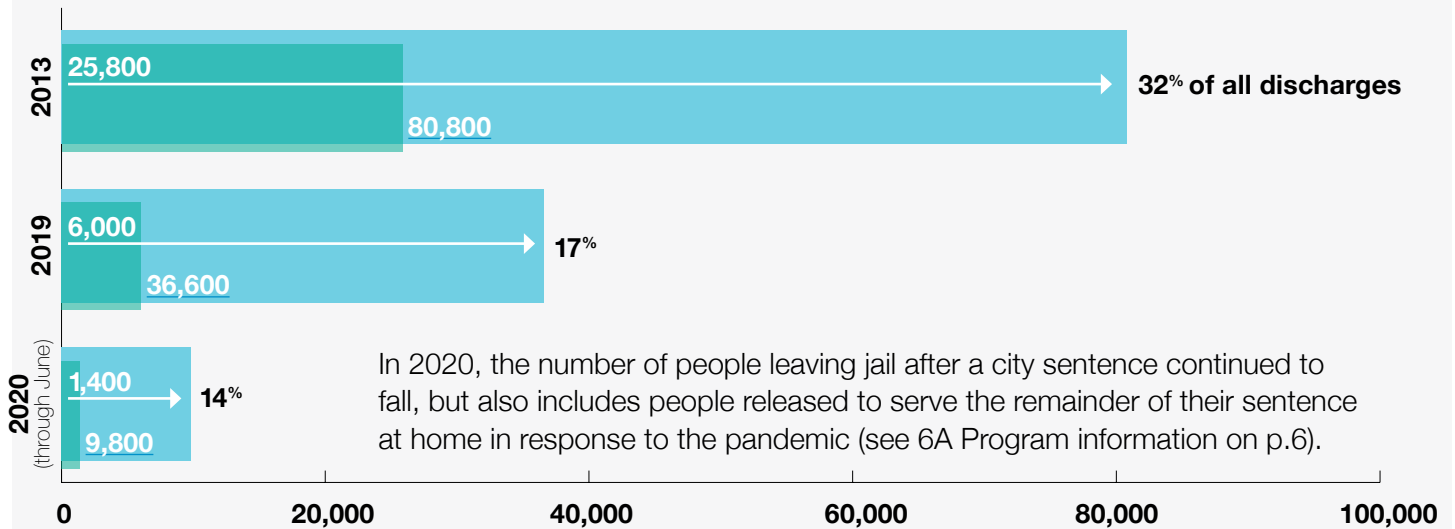 2013
25,800
80,800
32% of all discharges
2019
6,000
36,600
17%
2020
(through June)
1,400
9,800
14%
In 2020, the number of people leaving jail after a city sentence continued to
fall, but also includes people released to serve the remainder of their sentence
at home in response to the pandemic (see 6A Program information on p.6).
0 20,000 40,000 60,000 80,000 100,000